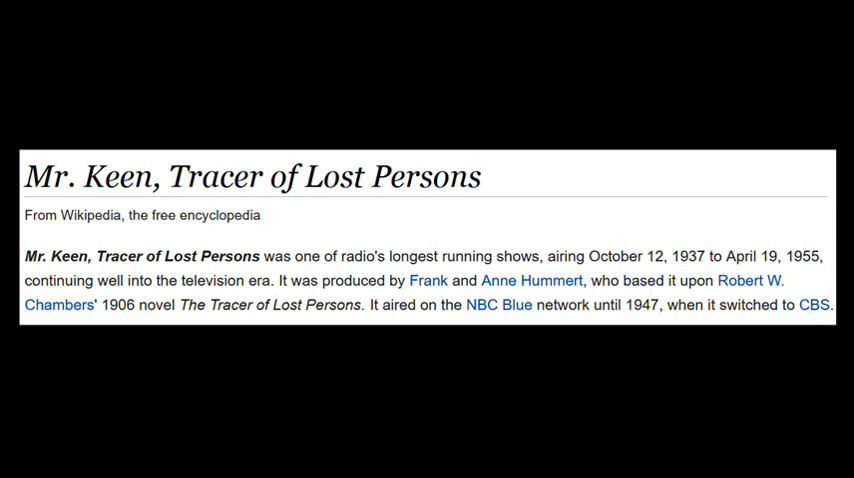 Mr. Keen, Tracer of Lost Persons
From Wikipedia, the free encyclopedia
Mr. Keen, Tracer of Lost Persons was one of radio's longest running shows, airing October 12, 1937 to April 19, 1955,
continuing well into the television era. It was produced by Frank and Anne Hummert, who based it upon Robert W.
Chambers' 1906 novel The Tracer of Lost Persons. It aired on the NBC Blue network until 1947, when it switched to CBS.